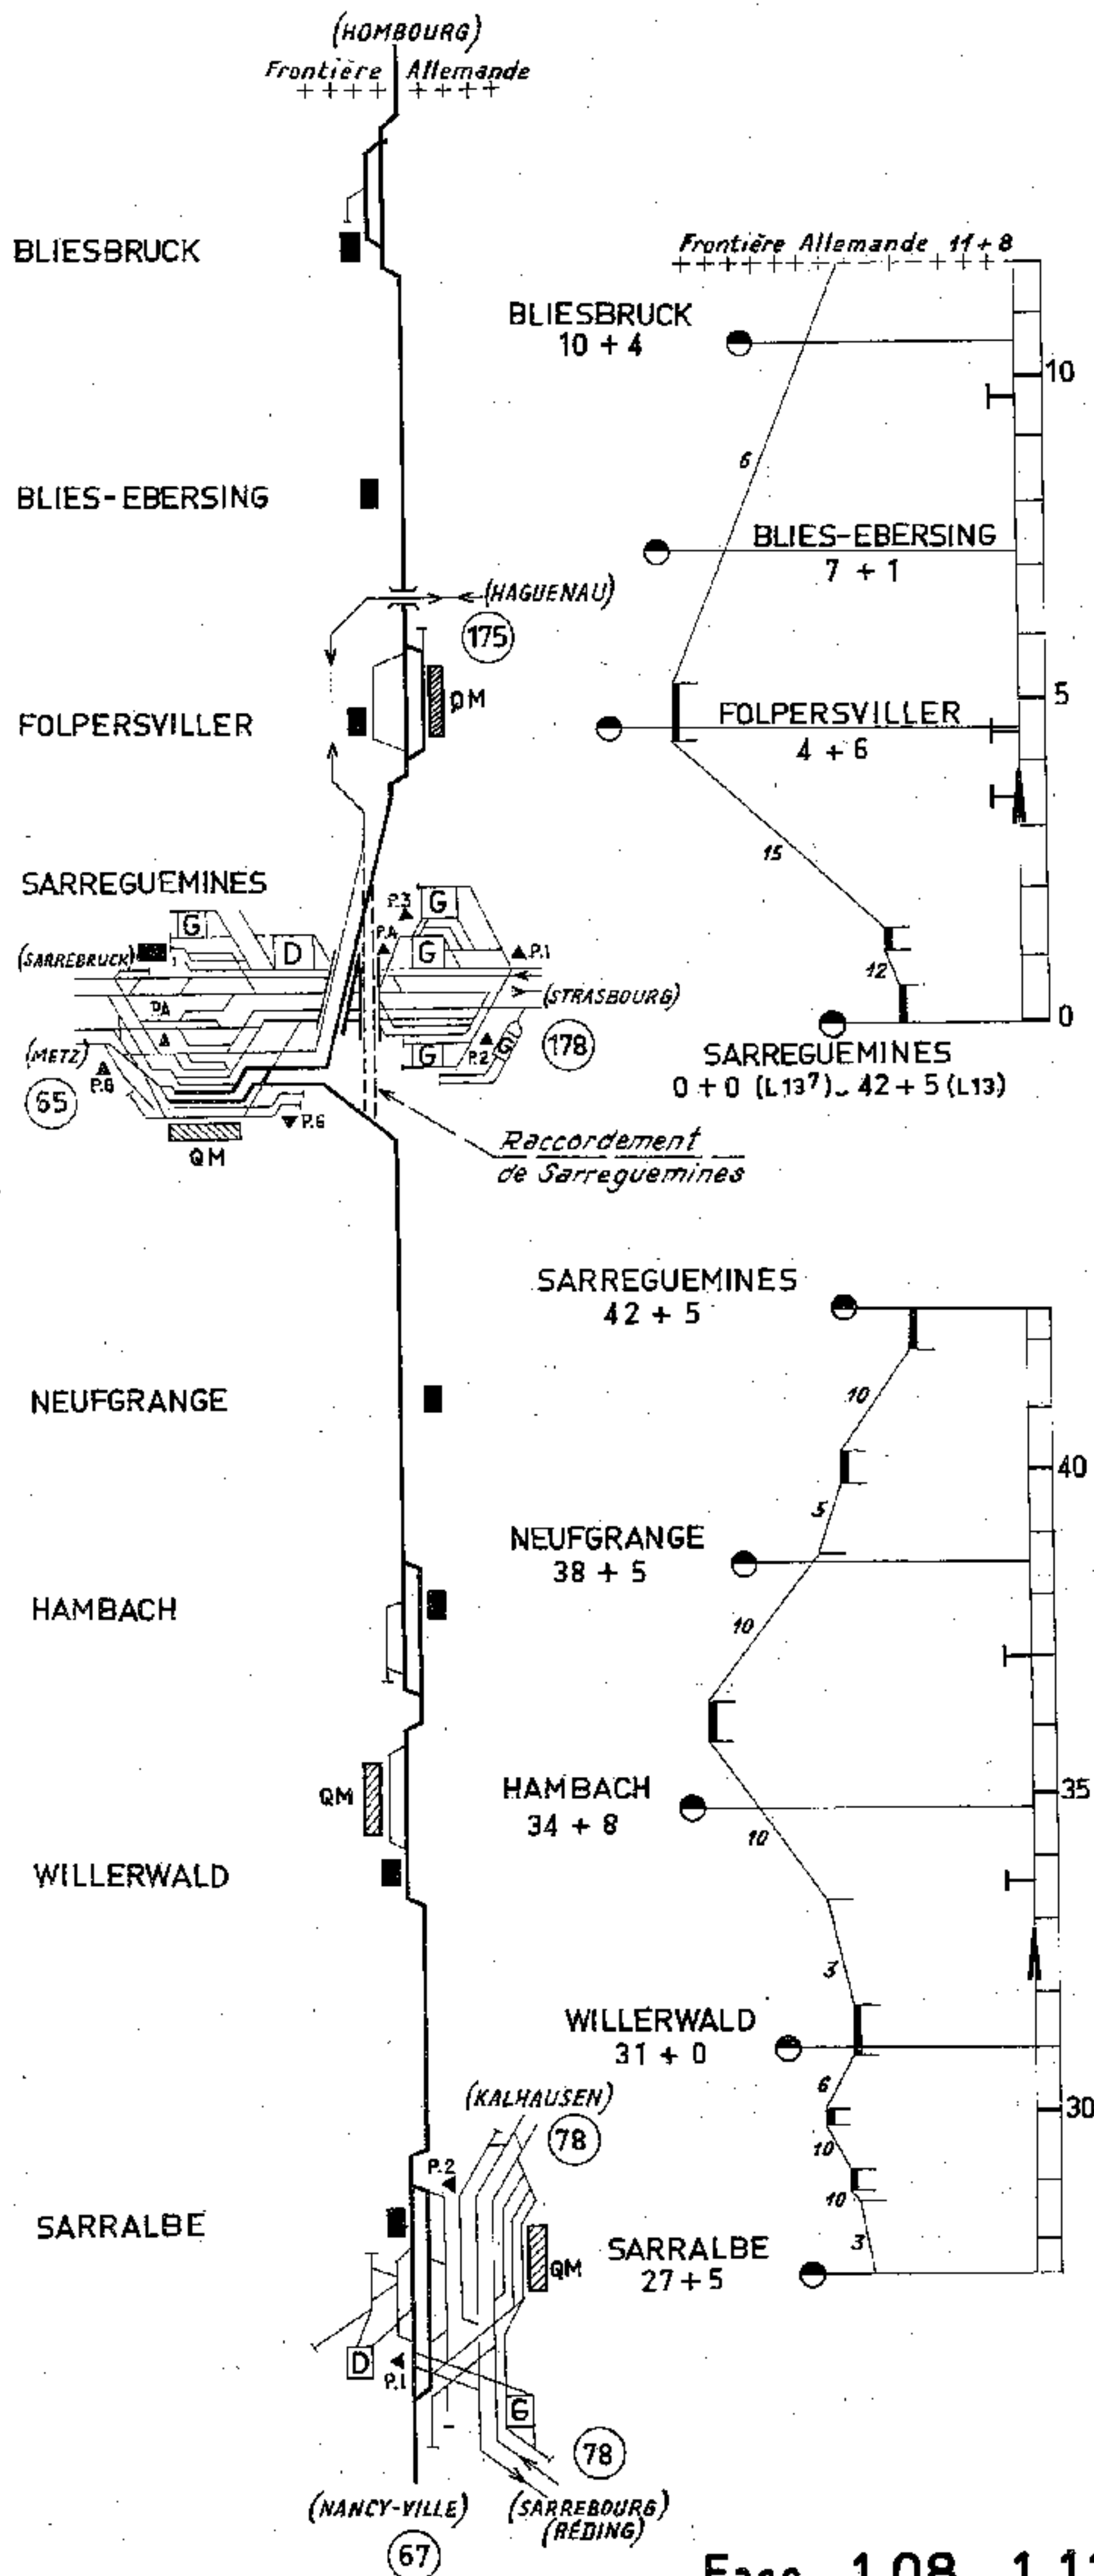 (HOMBOURG)
Frontière Allemande
BLIESBRUCK
Frontière Allemande 11+8
BLIESBRUCK
10 + 4
10
6
BLIES-EBERSING
BLIES-EBERSING
7 + 1
(HAGUENAU)
175
QM
5
FOLPERSVILLER
FOLPERSVILLER
4 + 6
15
SARREGUEMINES
G
D
P.3
G
P.4
G
P.1
(SARREBRUCK)
12
(STRASBOURG)
0
(METZ)
P.2
G
178
SARREGUEMINES
0 + 0 (L.13⁷)_ 42 + 5 (L13)
65
P.6
QM
Raccordement
de Sarreguemines
SARREGUEMINES
42 + 5
10
NEUFGRANGE
40
5
NEUFGRANGE
38 + 5
HAMBACH
10
QM
HAMBACH
34 + 8
35
10
WILLERWALD
3
WILLERWALD
31 + 0
6
(KALHAUSEN)
78
30
10
P.2
10
SARRALBE
3
QM
SARRALBE
27 + 5
D
P.1
G
78
(NANCY-VILLE)
(SARREBOURG)
(RÉDING)
67